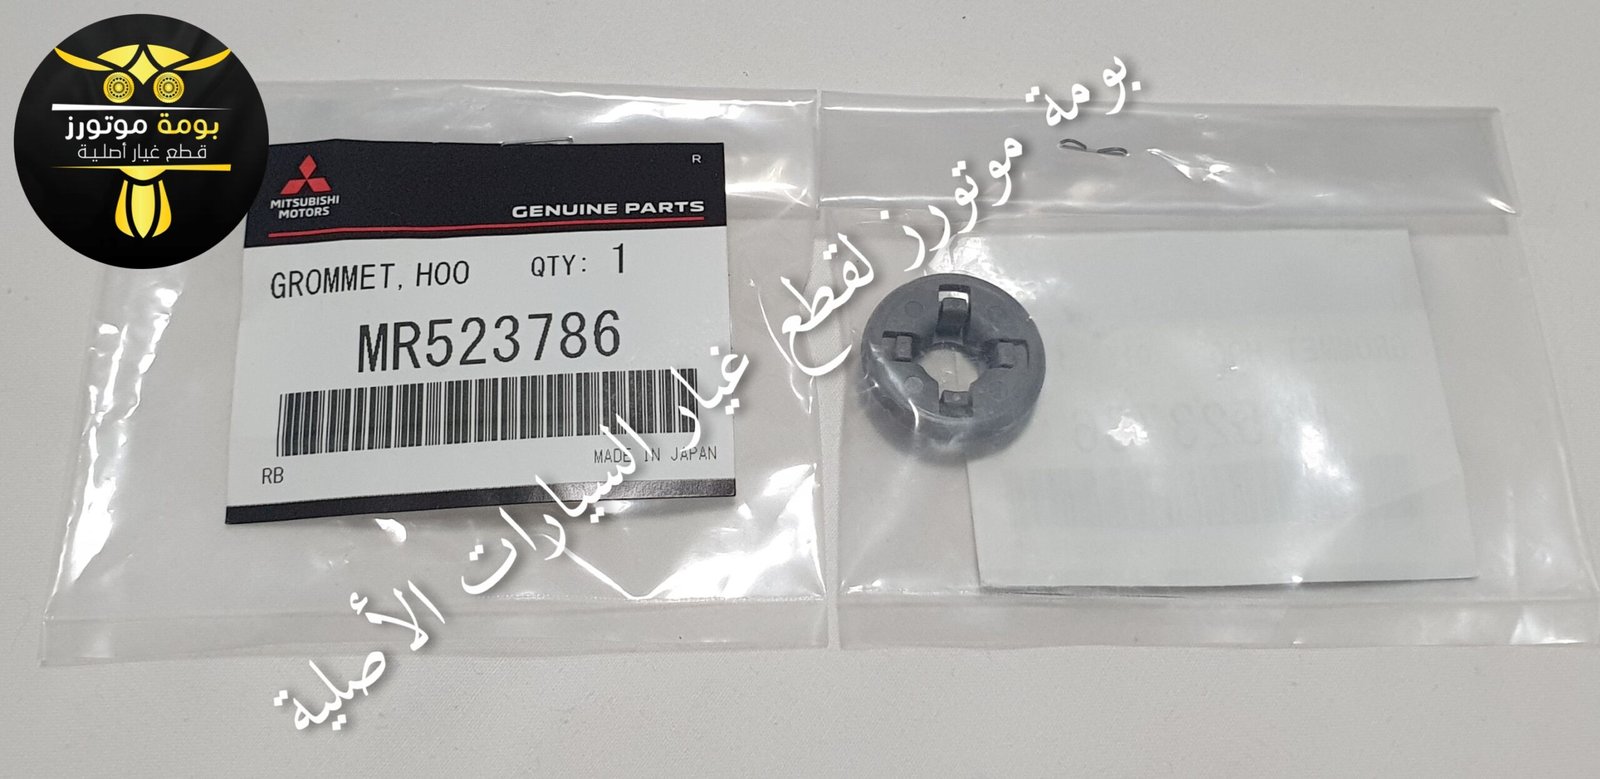 بومة موتورز
قطع غيار أصلية
R
MITSUBISHI
MOTORS
GENUINE PARTS
GROMMET, HOO QTY: 1
MR523786
MADE IN JAPAN
RB
بومة موتورز لقطع غيار السيارات الأصلية